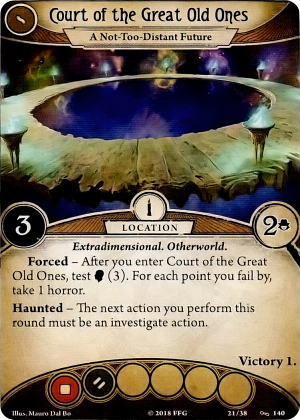 Court of the Great Old Ones
A Not-Too-Distant Future
3
LOCATION
2
Extradimensional. Otherworld.
Forced – After you enter Court of the Great
Old Ones, test (3). For each point you fail by,
take 1 horror.
Haunted – The next action you perform this
round must be an investigate action.
Victory 1.
Illus. Mauro Dal Bo
© 2018 FFG
21/38
140